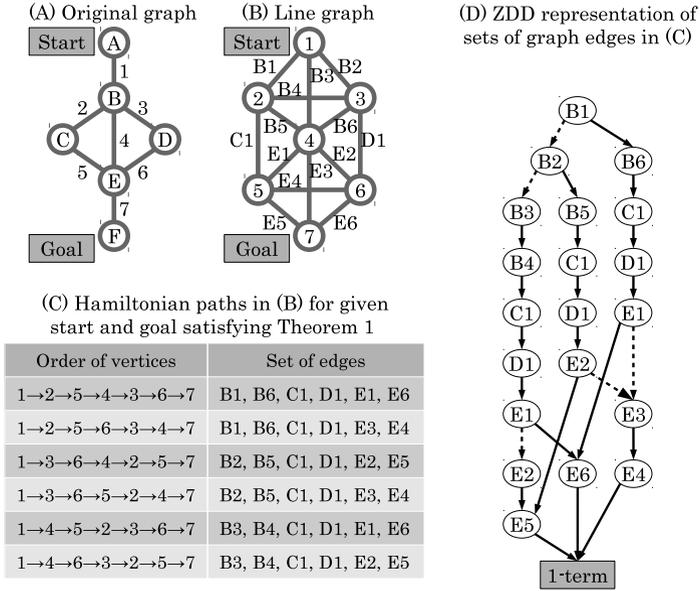 (A) Original graph
Start
A
1
B
2
3
C
4
D
5
6
E
7
F
Goal
(B) Line graph
Start
1
B1
B2
B3
B4
2
3
B5
B6
C1
4
D1
E1
E2
E3
E4
5
6
E5
E6
Goal
7
(C) Hamiltonian paths in (B) for given
start and goal satisfying Theorem 1
Order of vertices Set of edges
1→2→5→4→3→6→7 B1, B6, C1, D1, E1, E6
1→2→5→6→3→4→7 B1, B6, C1, D1, E3, E4
1→3→6→4→2→5→7 B2, B5, C1, D1, E2, E5
1→3→6→5→2→4→7 B2, B5, C1, D1, E3, E4
1→4→5→2→3→6→7 B3, B4, C1, D1, E1, E6
1→4→6→3→2→5→7 B3, B4, C1, D1, E2, E5
(D) ZDD representation of
sets of graph edges in (C)
B1
B2 B6
B3 B5 C1
B4 C1 D1
C1 D1 E1
D1 E2
E1 E3
E2 E6 E4
E5
1-term